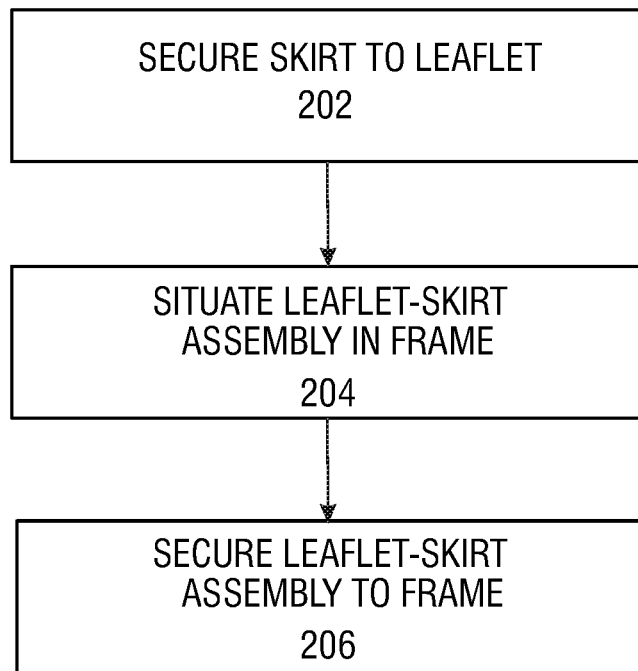 SECURE SKIRT TO LEAFLET
202
SITUATE LEAFLET-SKIRT
ASSEMBLY IN FRAME
204
SECURE LEAFLET-SKIRT
ASSEMBLY TO FRAME
206